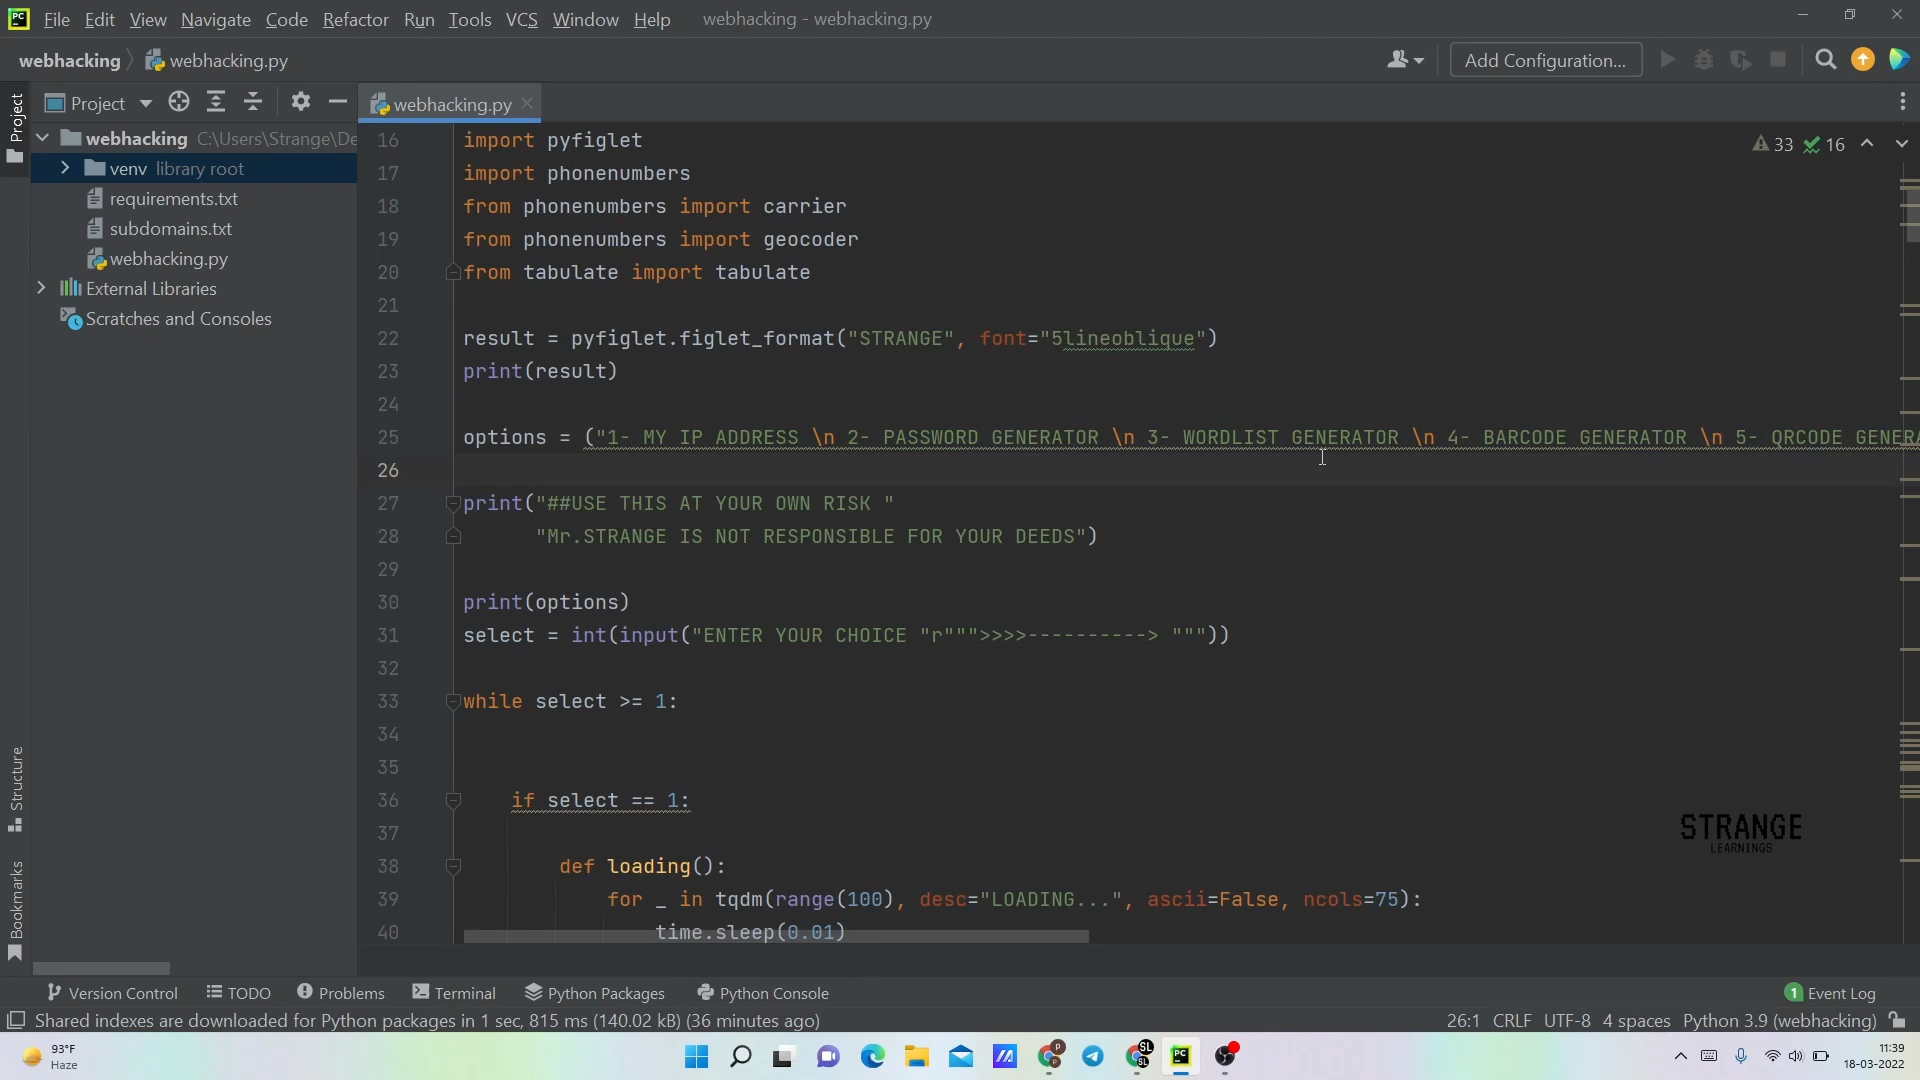 File Edit View Navigate Code Refactor Run Tools VCS Window Help webhacking - webhacking.py
webhacking webhacking.py Add Configuration...
Project webhacking.py
Project
webhacking C:\Users\Strange\De
venv library root
requirements.txt
subdomains.txt
webhacking.py
External Libraries
Scratches and Consoles
Structure
Bookmarks
33 16
16 import pyfiglet
17 import phonenumbers
18 from phonenumbers import carrier
19 from phonenumbers import geocoder
20 from tabulate import tabulate
21
22 result = pyfiglet.figlet_format("STRANGE", font="5lineoblique")
23 print(result)
24
25 options = ("1- MY IP ADDRESS \n 2- PASSWORD GENERATOR \n 3- WORDLIST GENERATOR \n 4- BARCODE GENERATOR \n 5- QRCODE GENERA
26
27 print("##USE THIS AT YOUR OWN RISK "
28 "Mr.STRANGE IS NOT RESPONSIBLE FOR YOUR DEEDS")
29
30 print(options)
31 select = int(input("ENTER YOUR CHOICE "r""">>>>----------> """))
32
33 while select >= 1:
34
35
36 if select == 1:
37
38 def loading():
39 for _ in tqdm(range(100), desc="LOADING...", ascii=False, ncols=75):
40 time.sleep(0.01)
STRANGE
LEARNINGS
Version Control TODO Problems Terminal Python Packages Python Console 1 Event Log
Shared indexes are downloaded for Python packages in 1 sec, 815 ms (140.02 kB) (36 minutes ago) 26:1 CRLF UTF-8 4 spaces Python 3.9 (webhacking)
93°F
Haze
11:39
18-03-2022